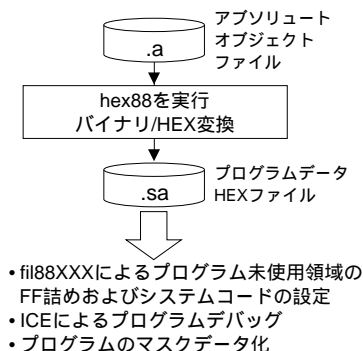 アブソリュート
オブジェクト
ファイル
.a
hex88を実行
バイナリ/HEX変換
プログラムデータ
HEXファイル
.sa
• fil88XXXによるプログラム未使用領域の
FF詰めおよびシステムコードの設定
• ICEによるプログラムデバッグ
• プログラムのマスクデータ化